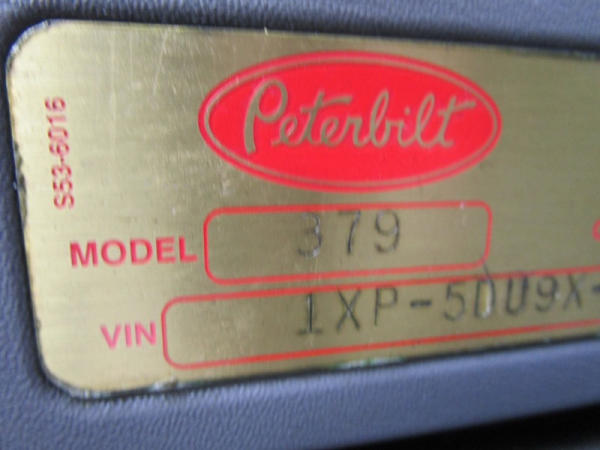 S53-6016
Peterbilt
MODEL 379
VIN 1XP-5DU9X-